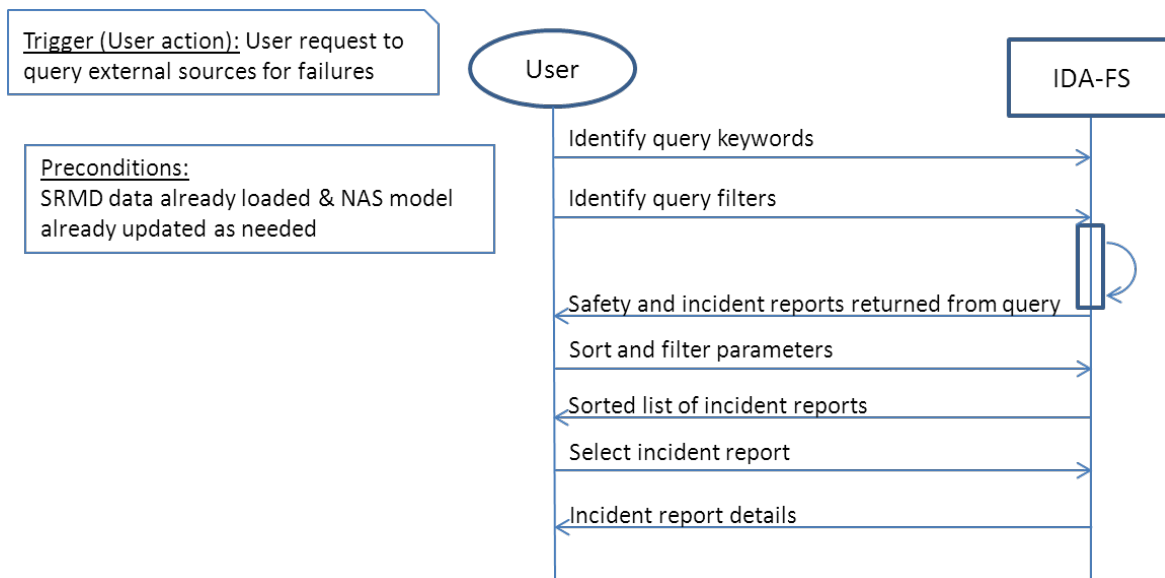 Trigger (User action): User request to
query external sources for failures
User
IDA-FS
Preconditions:
SRMD data already loaded & NAS model
already updated as needed
Identify query keywords
Identify query filters
Safety and incident reports returned from query
Sort and filter parameters
Sorted list of incident reports
Select incident report
Incident report details